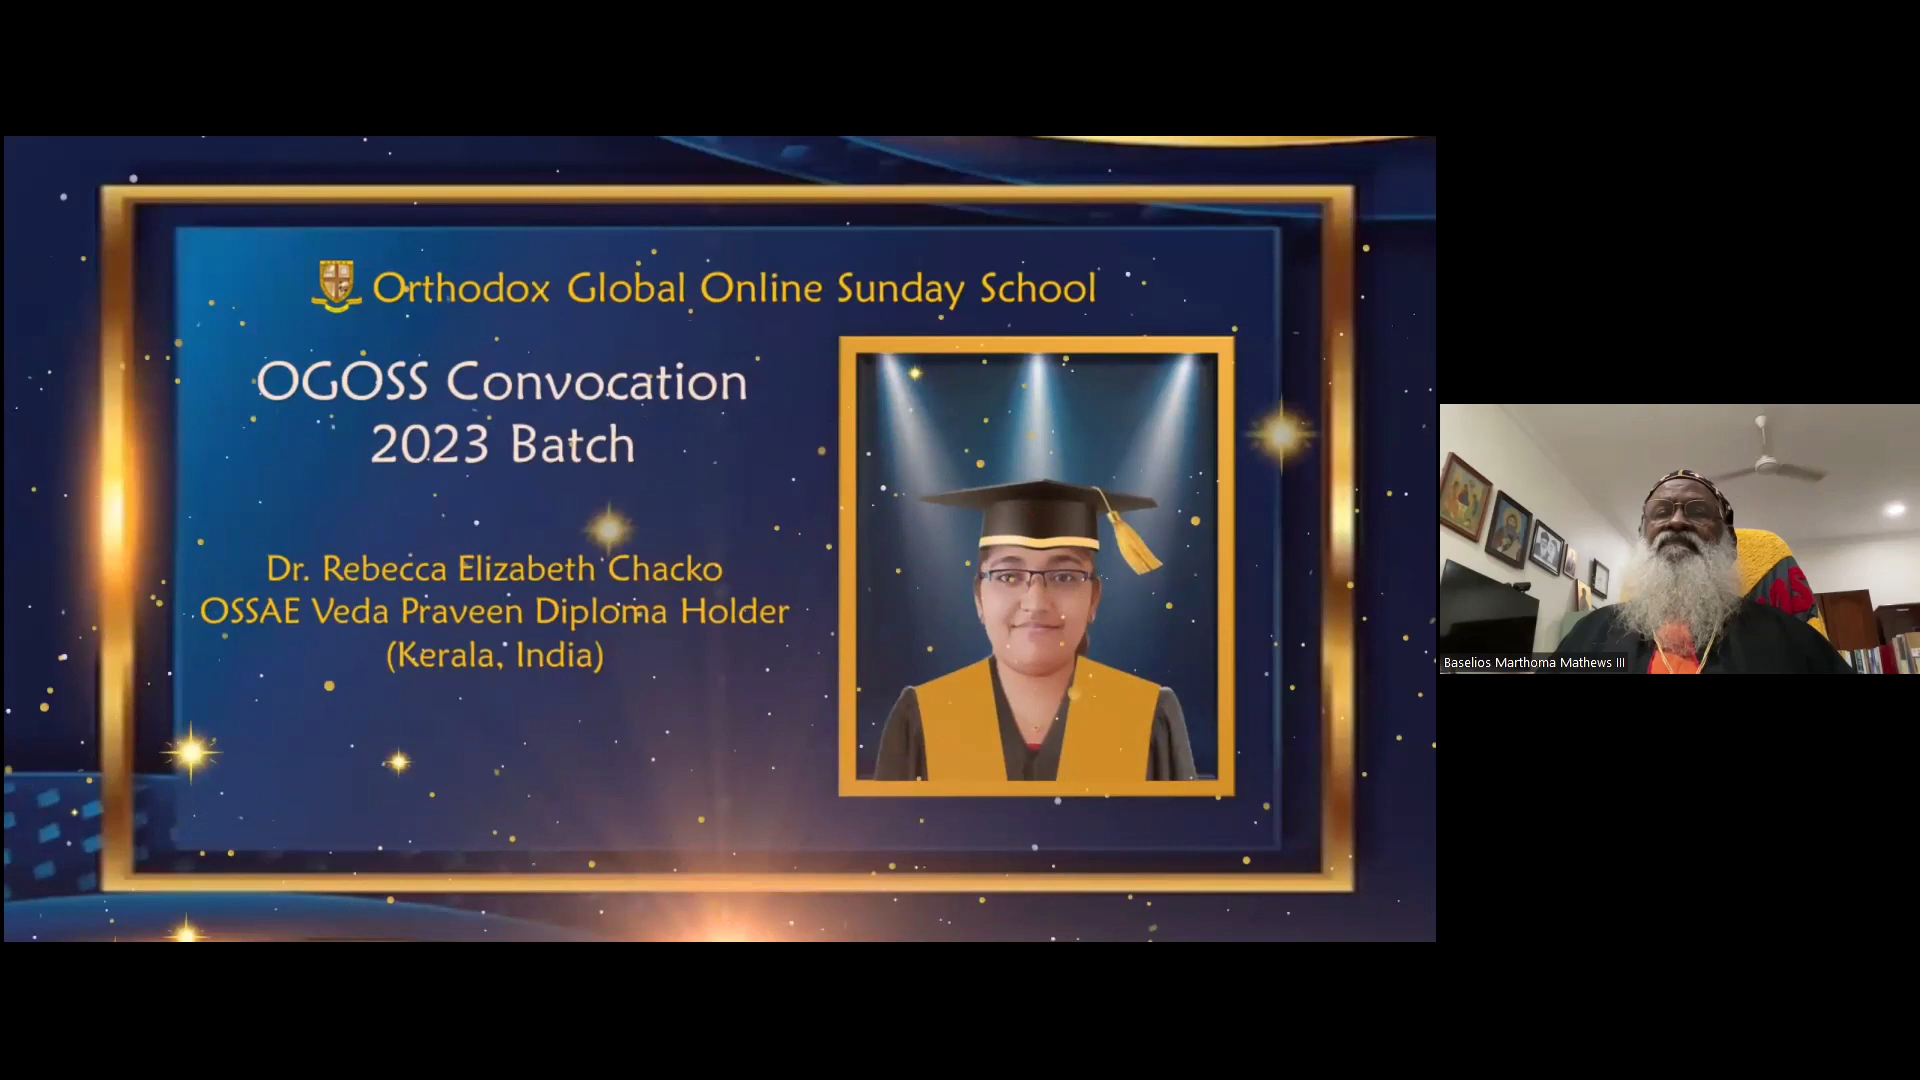 Orthodox Global Online Sunday School
OGOSS Convocation
2023 Batch
Dr. Rebecca Elizabeth Chacko
OSSAE Veda Praveen Diploma Holder
(Kerala, India)
Baselios Marthoma Mathews III